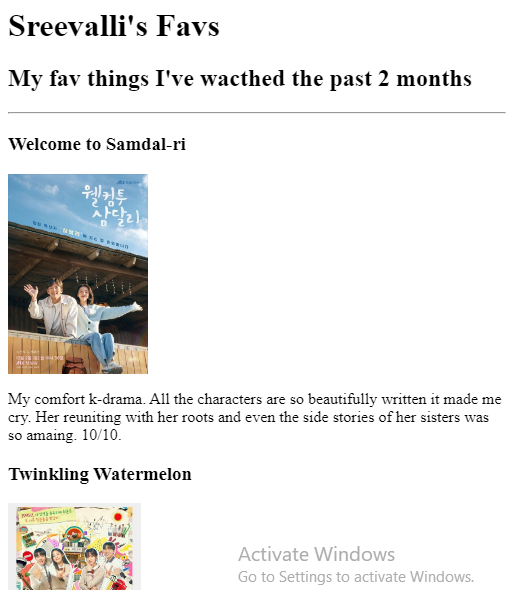 Sreevalli's Favs
My fav things I've wacthed the past 2 months
Welcome to Samdal-ri
웰컴투
삼달리
My comfort k-drama. All the characters are so beautifully written it made me
cry. Her reuniting with her roots and even the side stories of her sisters was
so amaing. 10/10.
Twinkling Watermelon
Activate Windows
Go to Settings to activate Windows.